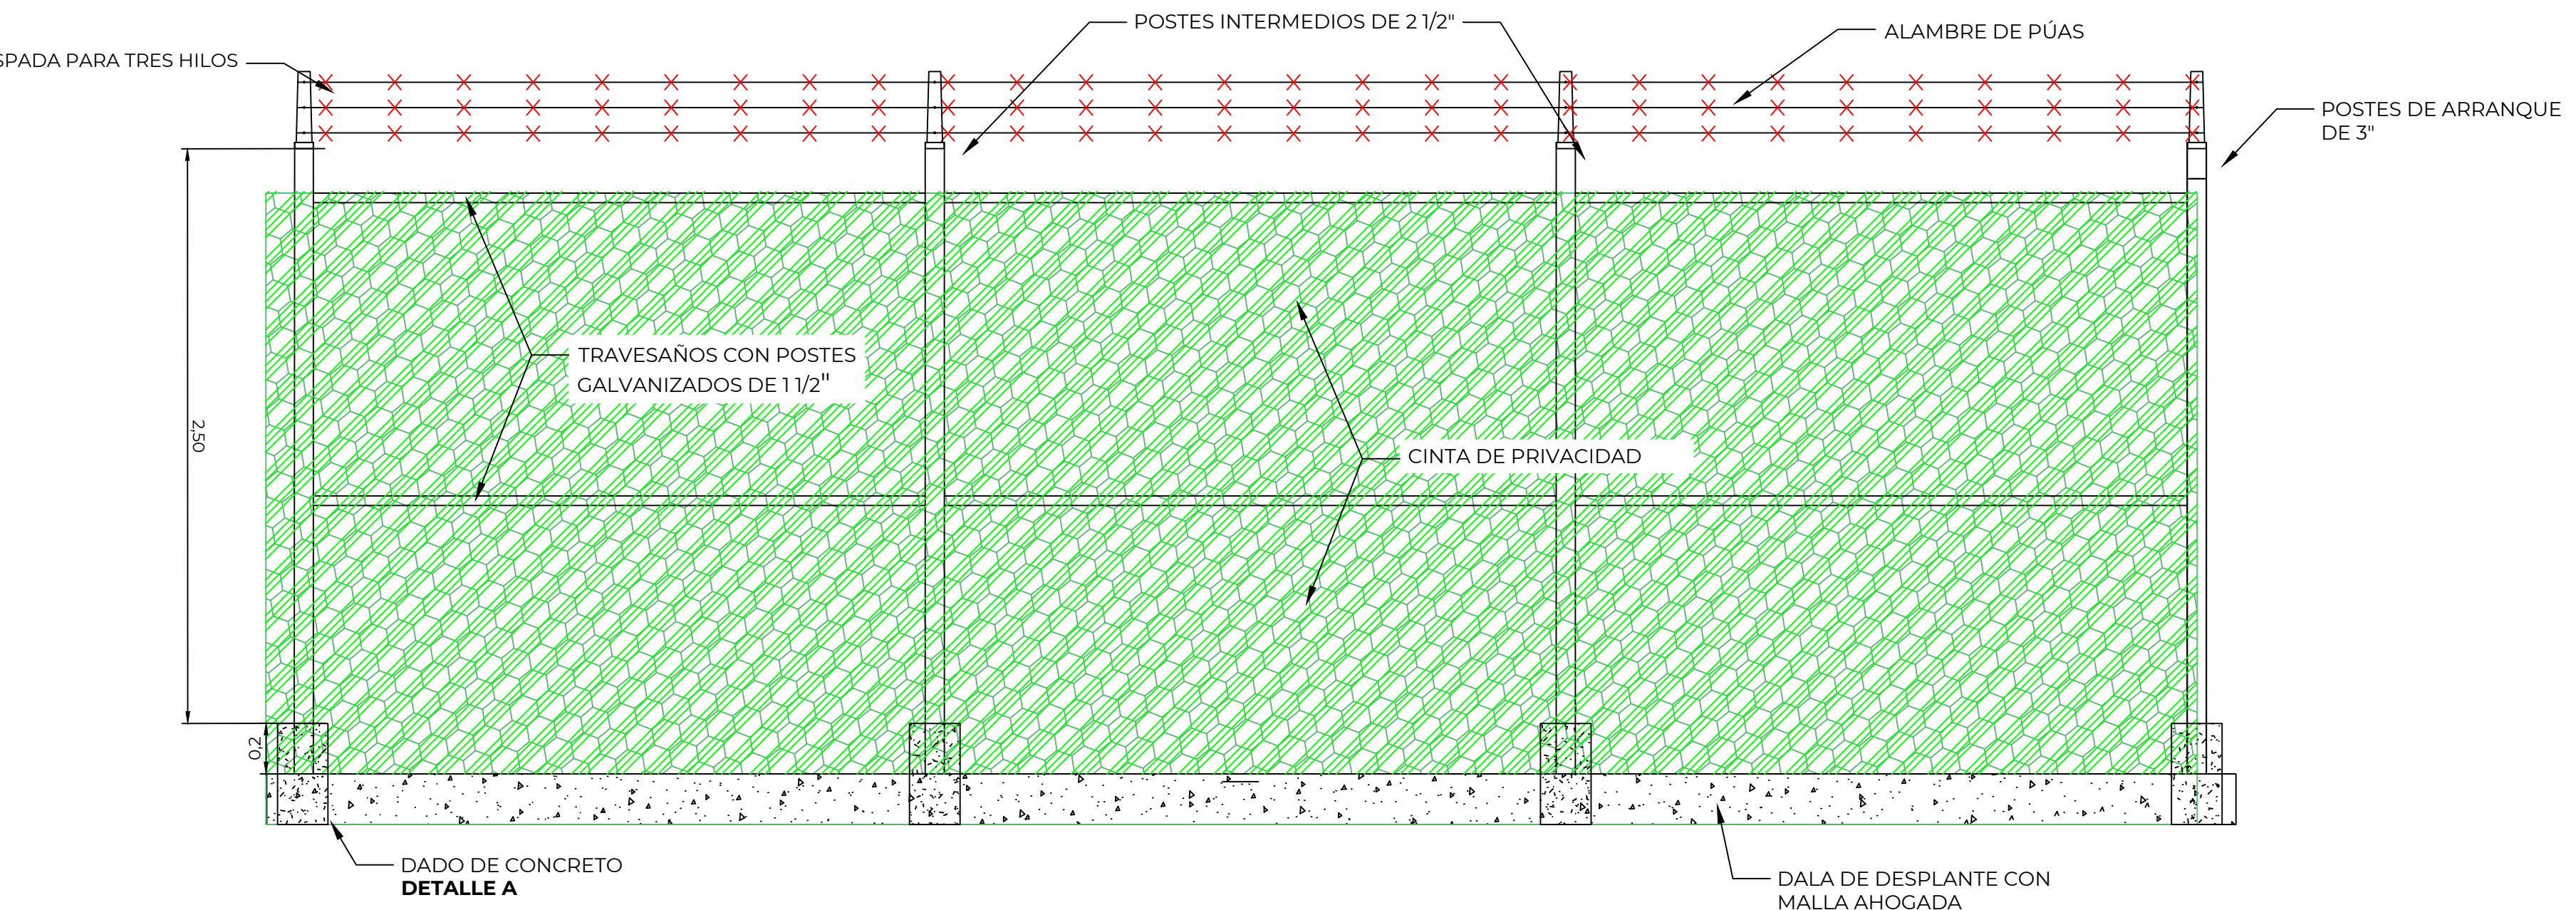 POSTES INTERMEDIOS DE 2 1/2"
ALAMBRE DE PÚAS
PARA TRES HILOS
POSTES DE ARRANQUE
DE 3"
TRAVESAÑOS CON POSTES
GALVANIZADOS DE 1 1/2"
2,50
CINTA DE PRIVACIDAD
0,2
DADO DE CONCRETO
DETALLE A
DALA DE DESPLANTE CON
MALLA AHOGADA